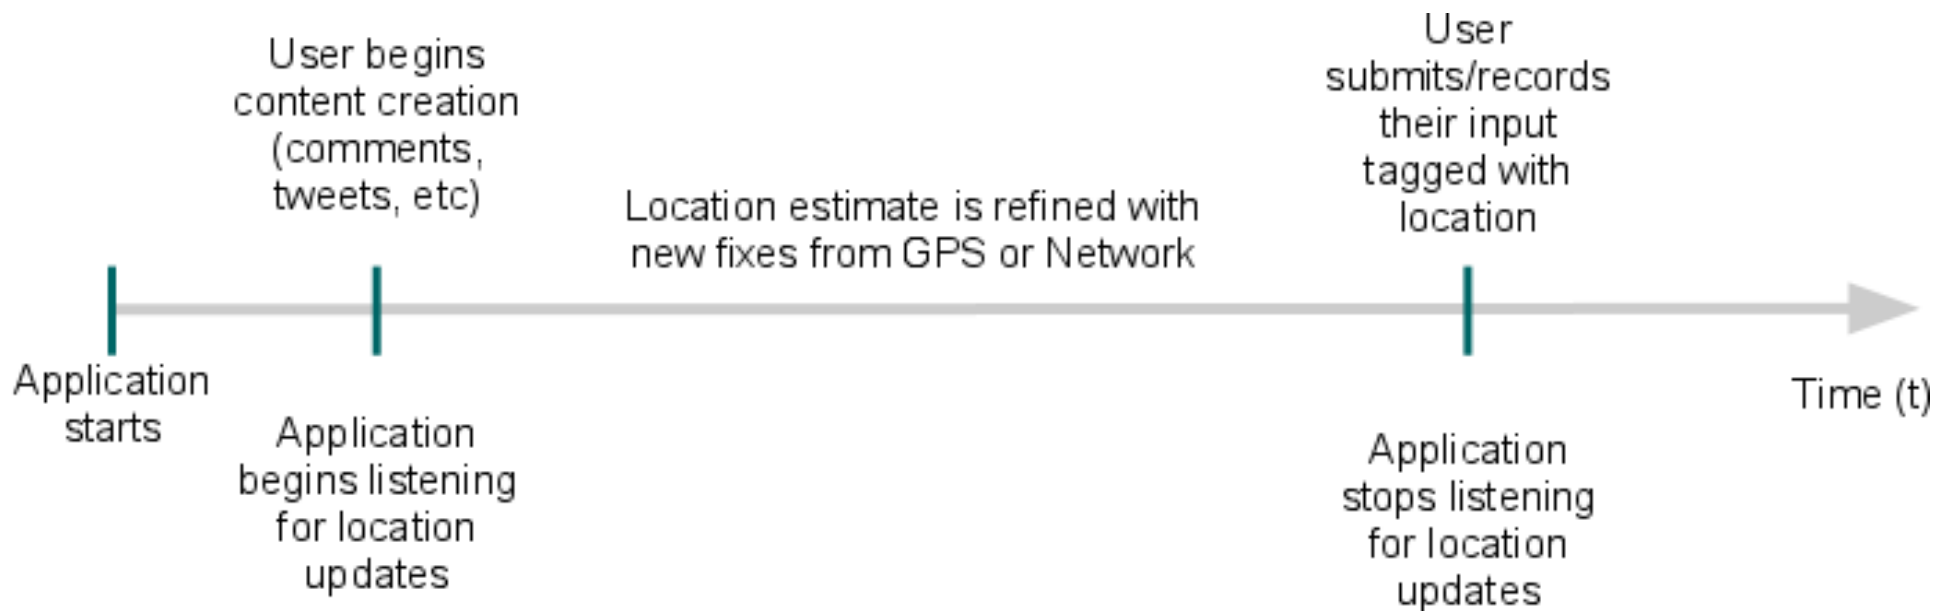 User begins
content creation
(comments,
tweets, etc)
Location estimate is refined with
new fixes from GPS or Network
User
submits/records
their input
tagged with
location
Application
starts
Application
begins listening
for location
updates
Application
stops listening
for location
updates
Time (t)